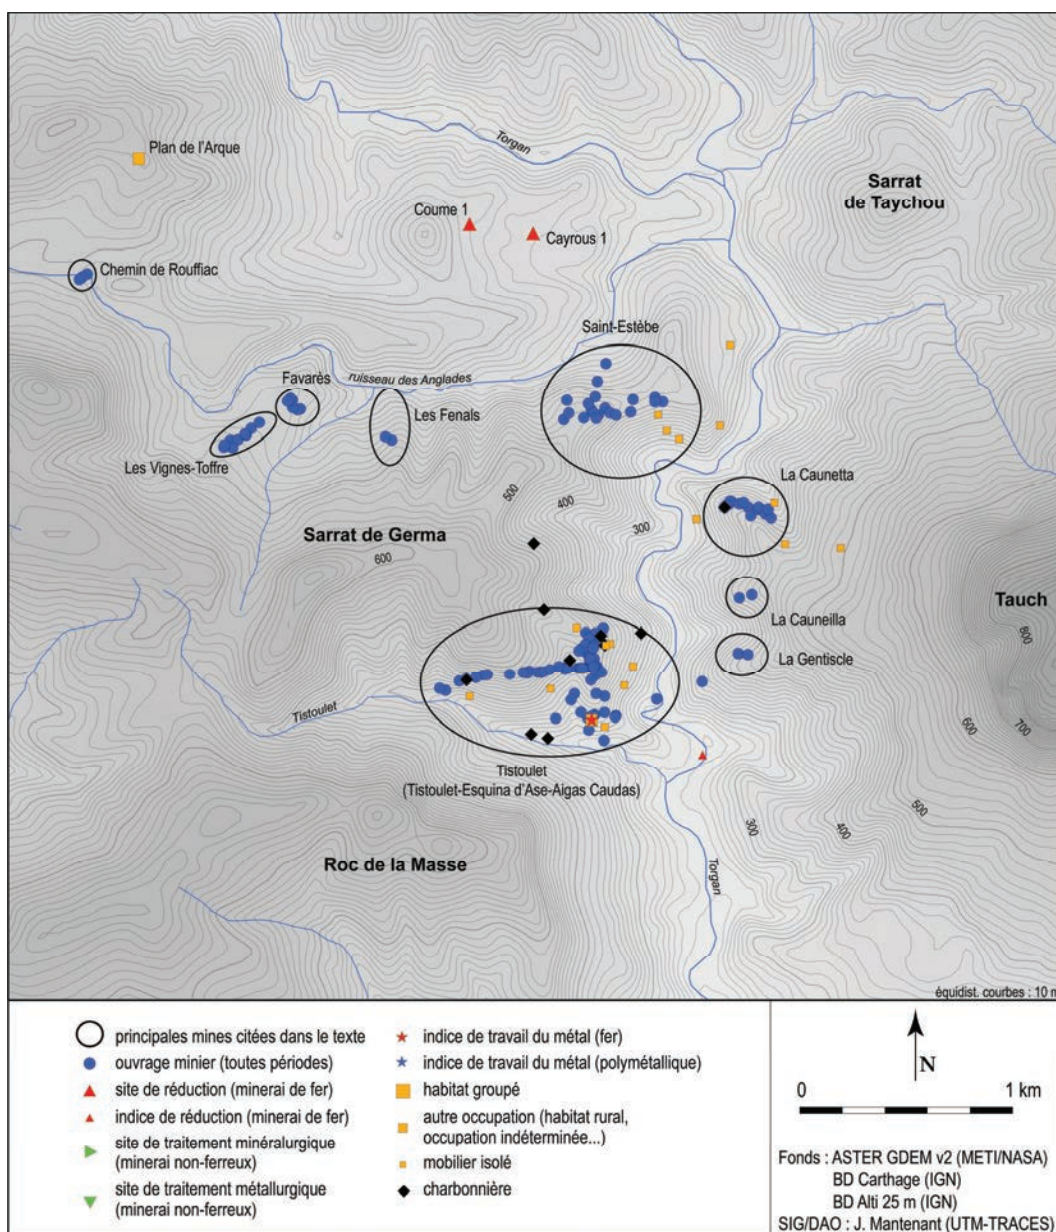 Plan de l'Arque
Torgan
Sarrat
de Taychou
Coume 1
Cayrous 1
Chemin de Rouffiac
Saint-Estèbe
ruisseau des Anglades
Favarès
Les Fenals
Les Vignes-Toffre
La Caunetta
500
400
300
Sarrat de Germa
600
Tauch
La Cauneilla
800
La Gentiscle
Tistoulet
600
700
Tistoulet
(Tistoulet-Esquina d'Ase-Aigas Caudas)
500
300
400
Roc de la Masse
Torgan
équidist. courbes : 10 m
principales mines citées dans le texte
ouvrage minier (toutes périodes)
site de réduction (minerai de fer)
indice de réduction (minerai de fer)
site de traitement minéralurgique
(minerai non-ferreux)
site de traitement métallurgique
(minerai non-ferreux)
indice de travail du métal (fer)
indice de travail du métal (polymétallique)
habitat groupé
autre occupation (habitat rural,
occupation indéterminée...)
mobilier isolé
charbonnière
N
0 1 km
Fonds : ASTER GDEM v2 (METI/NASA)
BD Carthage (IGN)
BD Alti 25 m (IGN)
SIG/DAO : J. Mantenant (UTM-TRACES)